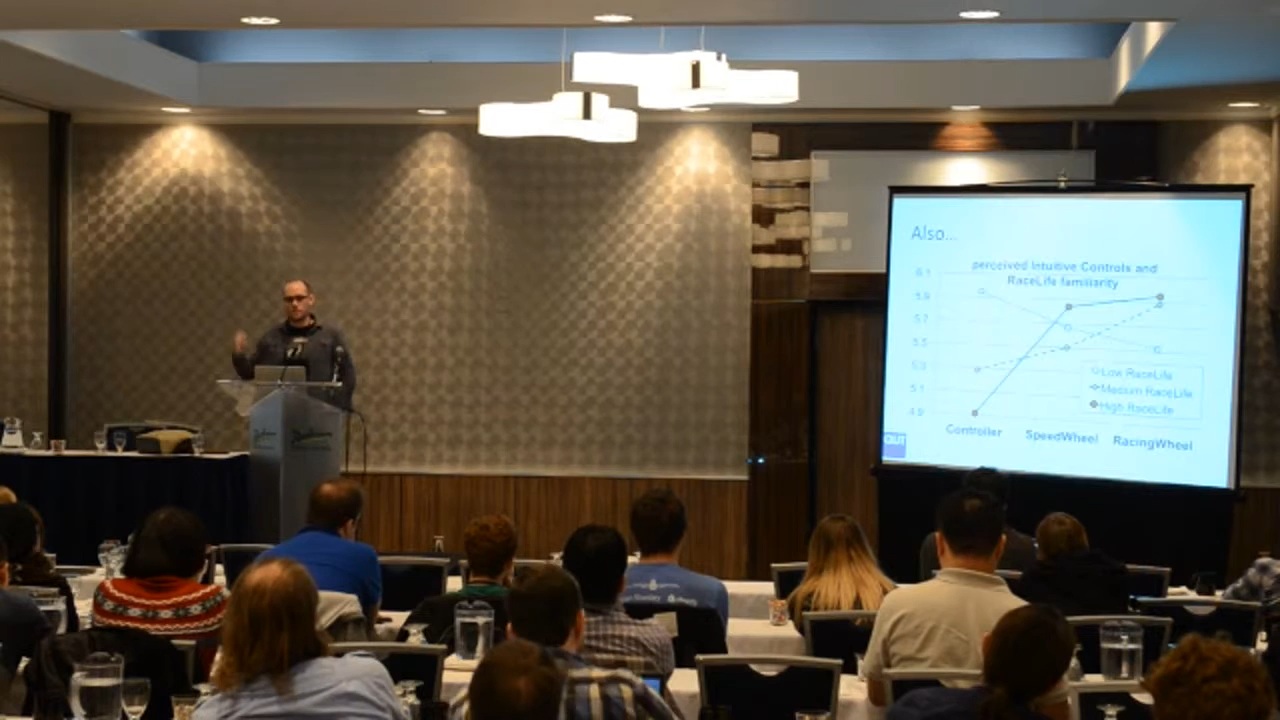 Also...
perceived Intuitive Controls and
RaceLife familiarity
6.1
5.9
5.7
5.5
5.3
5.1
4.9
Low RaceLife
Medium RaceLife
High RaceLife
Controller SpeedWheel RacingWheel
QUT